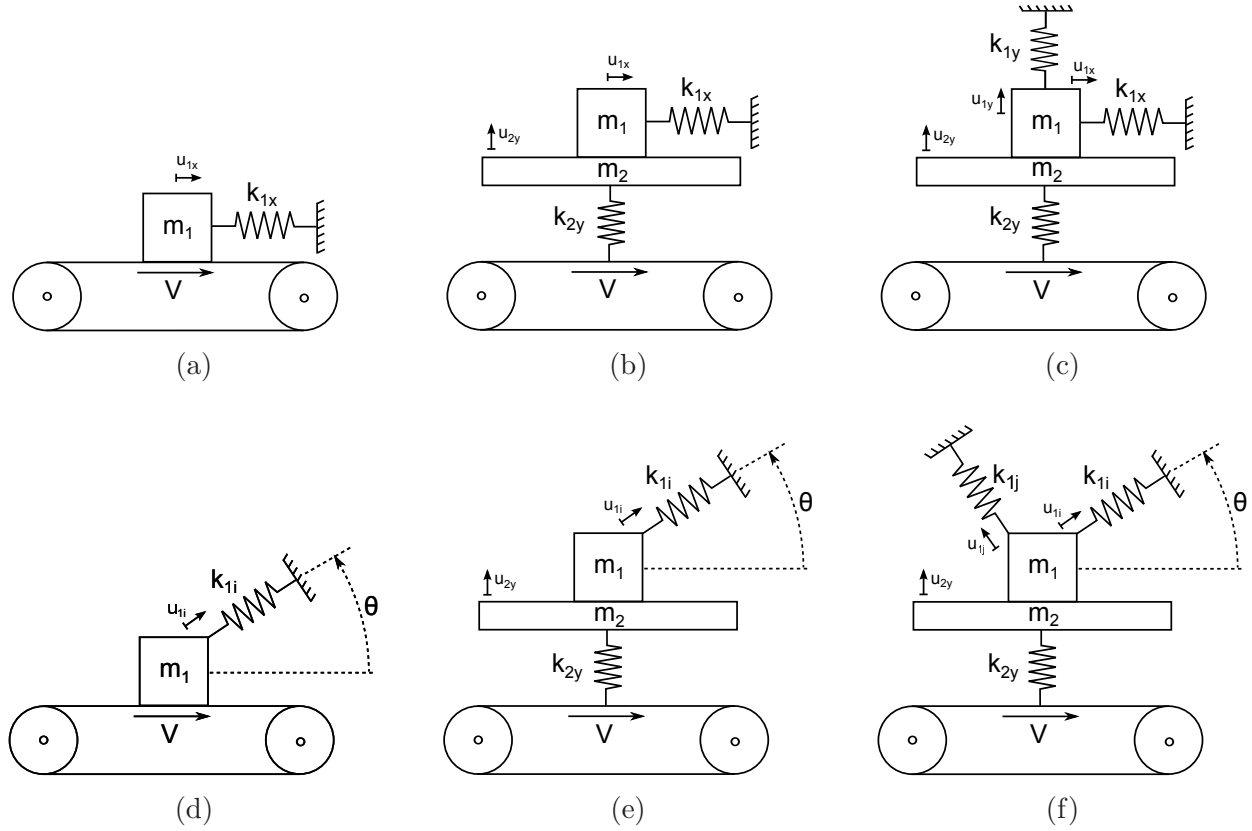 u1x
k1x
m1
V
(a)
u1x
k1x
m1
u2y
m2
k2y
V
(b)
k1y
u1x
u1y
k1x
m1
u2y
m2
k2y
V
(c)
k1i
u1i
θ
m1
V
(d)
k1i
u1i
θ
m1
u2y
m2
k2y
V
(e)
k1j
k1i
u1i
u1j
θ
m1
u2y
m2
k2y
V
(f)